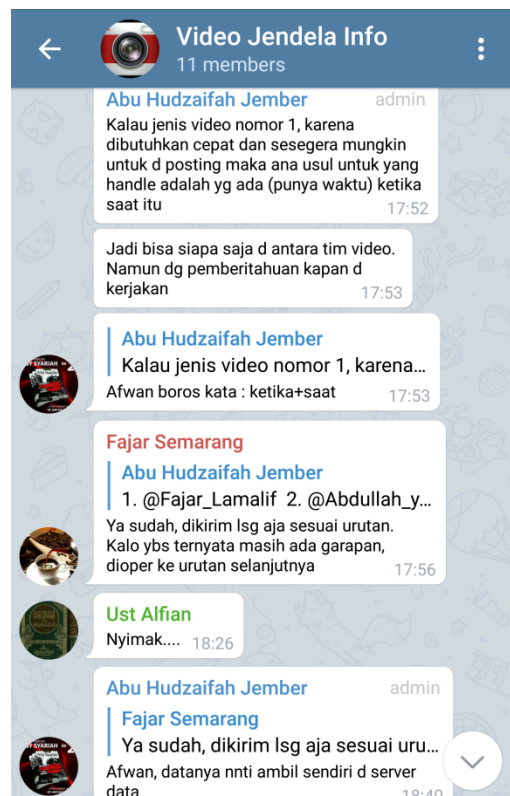 Video Jendela Info
11 members
Abu Hudzaifah Jember admin
Kalau jenis video nomor 1, karena
dibutuhkan cepat dan sesegera mungkin
untuk d posting maka ana usul untuk yang
handle adalah yg ada (punya waktu) ketika
saat itu
17:52
Jadi bisa siapa saja d antara tim video.
Namun dg pemberitahuan kapan d
kerjakan
17:53
Abu Hudzaifah Jember
Kalau jenis video nomor 1, karena...
Afwan boros kata : ketika+saat
17:53
Fajar Semarang
Abu Hudzaifah Jember
1. @Fajar_Lamalif 2. @Abdullah_y...
Ya sudah, dikirim lsg aja sesuai urutan.
Kalo ybs ternyata masih ada garapan,
dioper ke urutan selanjutnya
17:56
Ust Alfian
Nyimak....
18:26
Abu Hudzaifah Jember admin
Fajar Semarang
Ya sudah, dikirim lsg aja sesuai uru...
Afwan, datanya nnti ambil sendiri d server
data
18:40